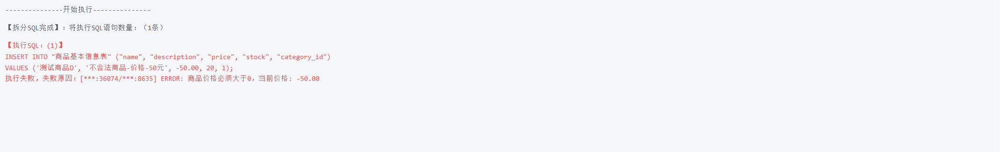 ---------------开始执行---------------
【拆分SQL完成】：将执行SQL语句数量：（1条）
【执行SQL：(1)】
INSERT INTO "商品基本信息表" ("name", "description", "price", "stock", "category_id")
VALUES ('测试商品D', '不合法商品-价格-50元', -50.00, 20, 1);
执行失败，失败原因：[***:36074/***:8635] ERROR: 商品价格必须大于0，当前价格: -50.00